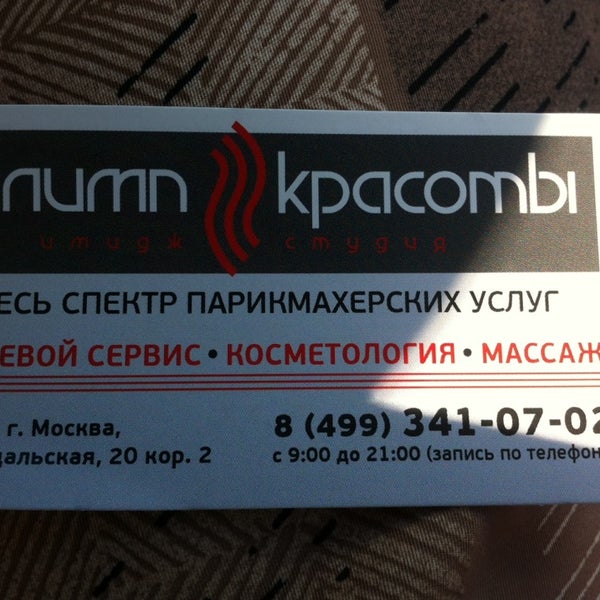 лимп красоты
имидж студия
ЕСЬ СПЕКТР ПАРИКМАХЕРСКИХ УСЛУГ
ЕВОЙ СЕРВИС • КОСМЕТОЛОГИЯ • МАССАЖ
г. Москва,
дальская, 20 кор. 2
8 (499) 341-07-02
с 9:00 до 21:00 (запись по телефон